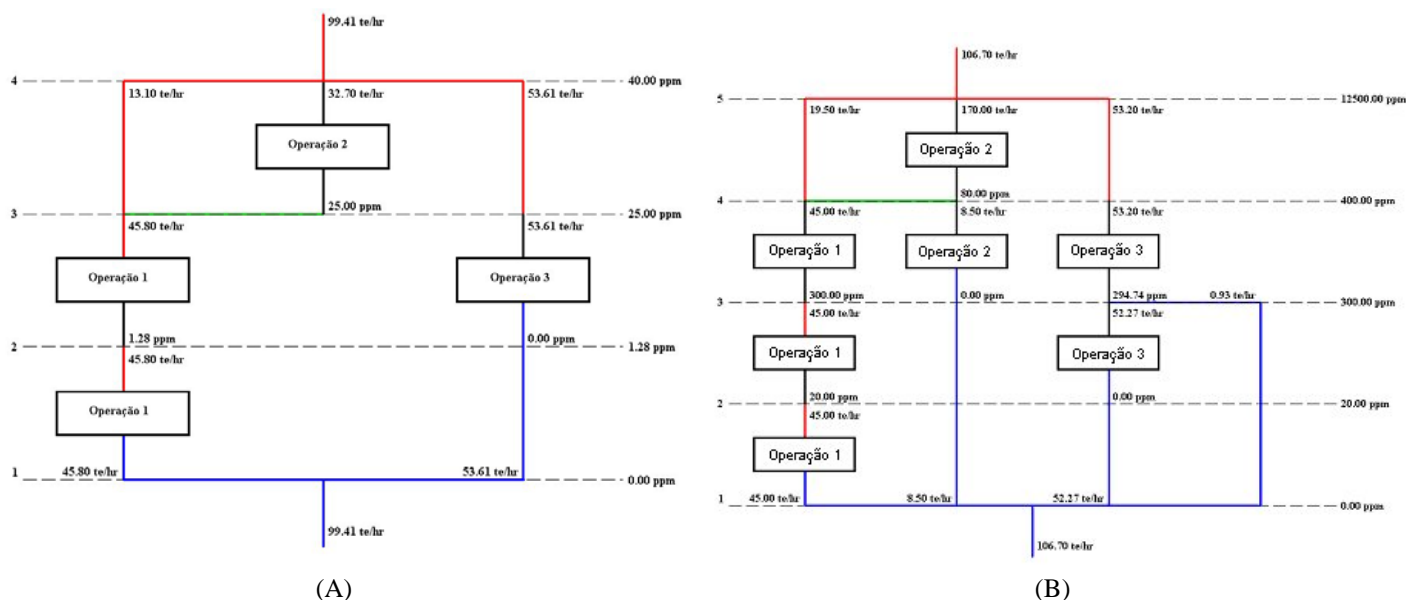 99.41 te/hr
4 40.00 ppm
13.10 te/hr 32.70 te/hr 53.61 te/hr
Operação 2
25.00 ppm
3 25.00 ppm
45.80 te/hr 53.61 te/hr
Operação 1 Operação 3
1.28 ppm 0.00 ppm
2 1.28 ppm
45.80 te/hr
Operação 1
45.80 te/hr 53.61 te/hr
1 0.00 ppm
99.41 te/hr
(A)
106.70 te/hr
5 12500.00 ppm
19.50 te/hr 170.00 te/hr 53.20 te/hr
Operação 2
80.00 ppm
4 400.00 ppm
45.00 te/hr 8.50 te/hr 53.20 te/hr
Operação 1 Operação 2 Operação 3
300.00 ppm 0.00 ppm 294.74 ppm 0.93 te/hr
3 300.00 ppm
45.00 te/hr 52.27 te/hr
Operação 1 Operação 3
20.00 ppm 0.00 ppm
2 20.00 ppm
45.00 te/hr
Operação 1
45.00 te/hr 8.50 te/hr 52.27 te/hr
1 0.00 ppm
106.70 te/hr
(B)